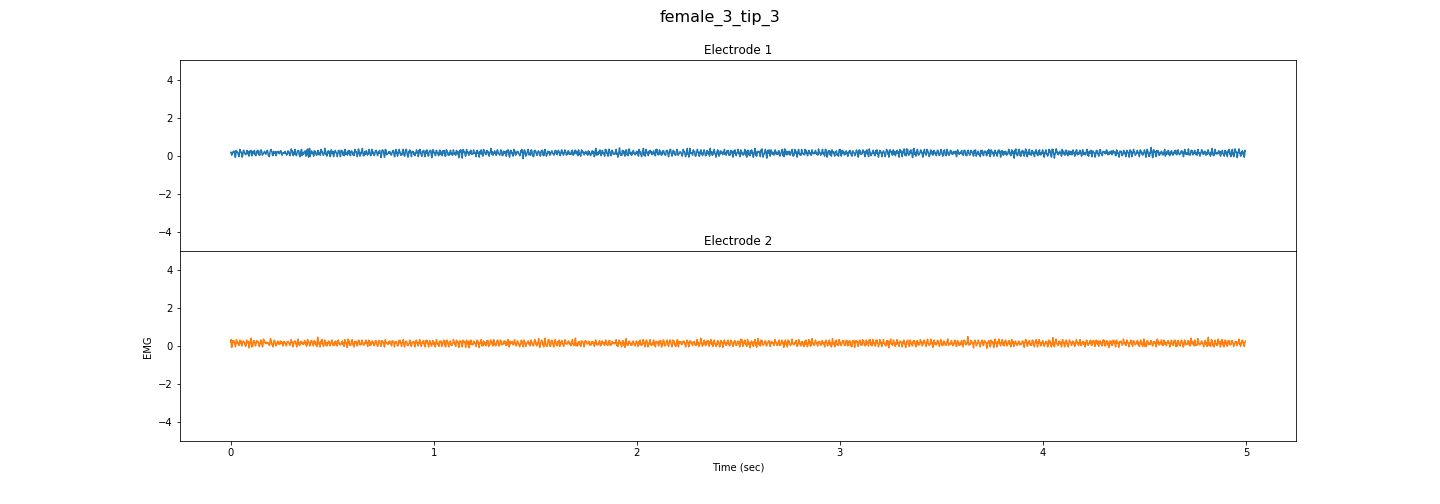 female_3_tip_3
Electrode 1
4
2
0
−2
−4
Electrode 2
4
2
0
−2
−4
EMG
0 1 2 3 4 5
Time (sec)